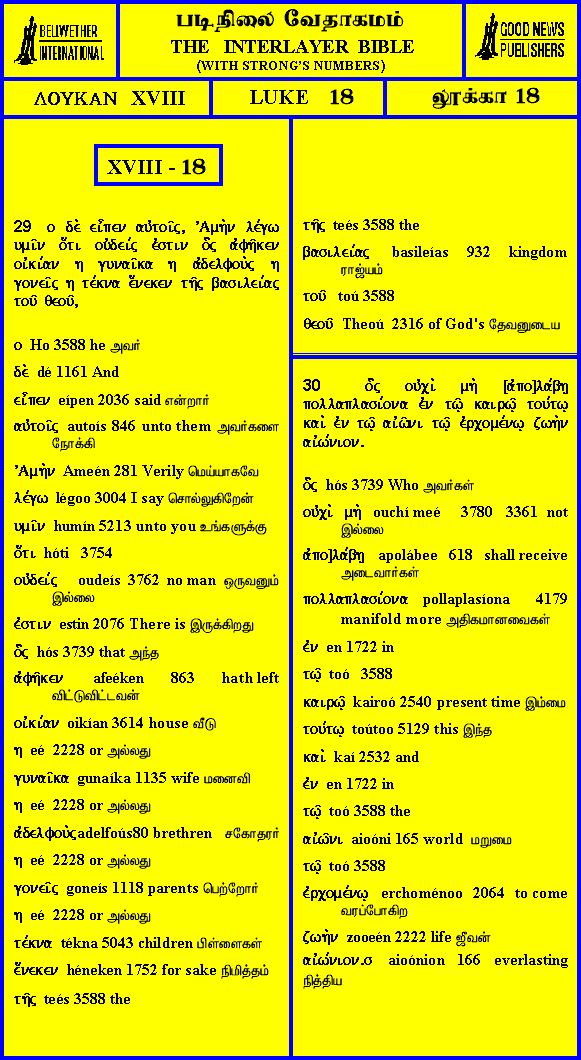 BELLWETHER
INTERNATIONAL
படிநிலை வேதாகமம்
THE INTERLAYER BIBLE
(WITH STRONG'S NUMBERS)
GOOD NEWS
PUBLISHERS
ΛΟΥΚΑΝ XVIII
LUKE 18
லூக்கா 18
XVIII - 18
29 ο δὲ εἶπεν αὐτοῖς, Ἀμὴν λέγω
υμῖν ὅτι οὐδείς ἐστιν ὃς ἀφῆκεν
οἰκίαν η γυναῖκα η ἀδελφοὺς η
γονεῖς η τέκνα ἕνεκεν τῆς βασιλείας
τοῦ θεοῦ,
ο Ho 3588 he அவர்
δὲ dé 1161 And
εἶπεν eípen 2036 said என்றார்
αὐτοῖς autoís 846 unto them அவர்களை
நோக்கி
Ἀμὴν Ameén 281 Verily மெய்யாகவே
λέγω légoo 3004 I say சொல்லுகிறேன்
υμῖν humín 5213 unto you உங்களுக்கு
ὅτι hóti 3754
οὐδείς oudeís 3762 no man ஒருவனும்
இல்லை
ἐστιν estin 2076 There is இருக்கிறது
ὃς hós 3739 that அந்த
ἀφῆκεν afeéken 863 hath left
விட்டுவிட்டவன்
οἰκίαν oikían 3614 house வீடு
η eé 2228 or அல்லது
γυναῖκα gunaíka 1135 wife மனைவி
η eé 2228 or அல்லது
ἀδελφοὺς adelfoús80 brethren சகோதரர்
η eé 2228 or அல்லது
γονεῖς goneís 1118 parents பெற்றோர்
η eé 2228 or அல்லது
τέκνα tékna 5043 children பிள்ளைகள்
ἕνεκεν héneken 1752 for sake நிமித்தம்
τῆς teés 3588 the
τῆς teés 3588 the
βασιλείας basileías 932 kingdom
ராஜ்யம்
τοῦ toú 3588
θεοῦ Theoú 2316 of God's தேவனுடைய
30 ὃς οὐχὶ μὴ [ἀπο]λάβῃ
πολλαπλασίονα ἐν τῷ καιρῷ τούτῳ
καὶ ἐν τῷ αἰῶνι τῷ ἐρχομένῳ ζωὴν
αἰώνιον.
ὃς hós 3739 Who அவர்கள்
οὐχὶ μὴ ouchí meé 3780 3361 not
இல்லை
ἀπο]λάβῃ apolábee 618 shall receive
அடைவார்கள்
πολλαπλασίονα pollaplasíona 4179
manifold more அதிகமானவைகள்
ἐν en 1722 in
τῷ toó 3588
καιρῷ kairoó 2540 present time இம்மை
τούτῳ toútoo 5129 this இந்த
καὶ kaí 2532 and
ἐν en 1722 in
τῷ toó 3588 the
αἰῶνι aioóni 165 world மறுமை
τῷ toó 3588
ἐρχομένῳ erchoménoo 2064 to come
வரப்போகிற
ζωὴν zooeén 2222 life ஜீவன்
αἰώνιον.σ aioónion 166 everlasting
நித்திய